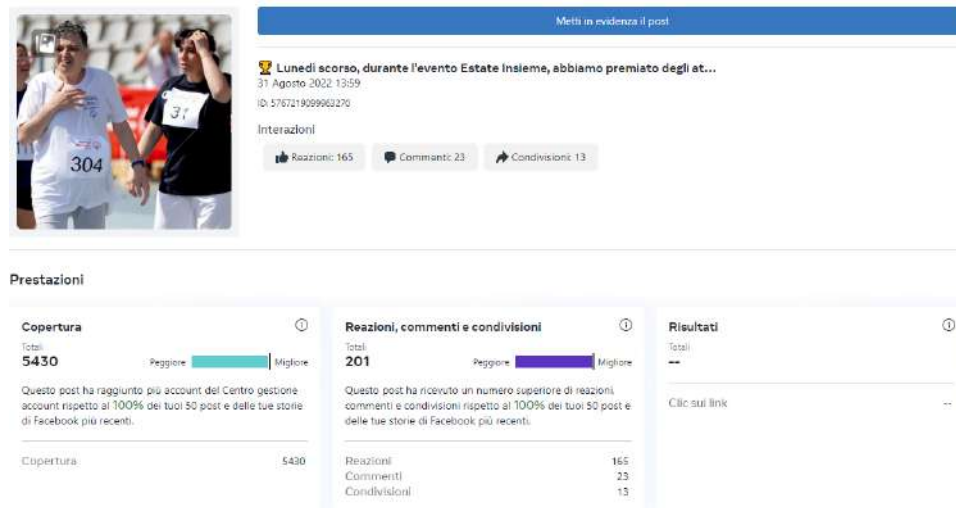 304
31
Metti in evidenza il post
🏆 Lunedì scorso, durante l'evento Estate Insieme, abbiamo premiato degli at...
31 Agosto 2022 13:59
ID: 5767219099963270
Interazioni
Reazioni: 165 Commenti: 23 Condivisioni: 13
Prestazioni
Copertura
Totali
5430 Peggiore Migliore
Questo post ha raggiunto più account del Centro gestione
account rispetto al 100% dei tuoi 50 post e delle tue storie
di Facebook più recenti.
Copertura 5430
Reazioni, commenti e condivisioni
Totali
201 Peggiore Migliore
Questo post ha ricevuto un numero superiore di reazioni,
commenti e condivisioni rispetto al 100% dei tuoi 50 post e
delle tue storie di Facebook più recenti.
Reazioni 165
Commenti 23
Condivisioni 13
Risultati
Totali
--
Clic sui link --